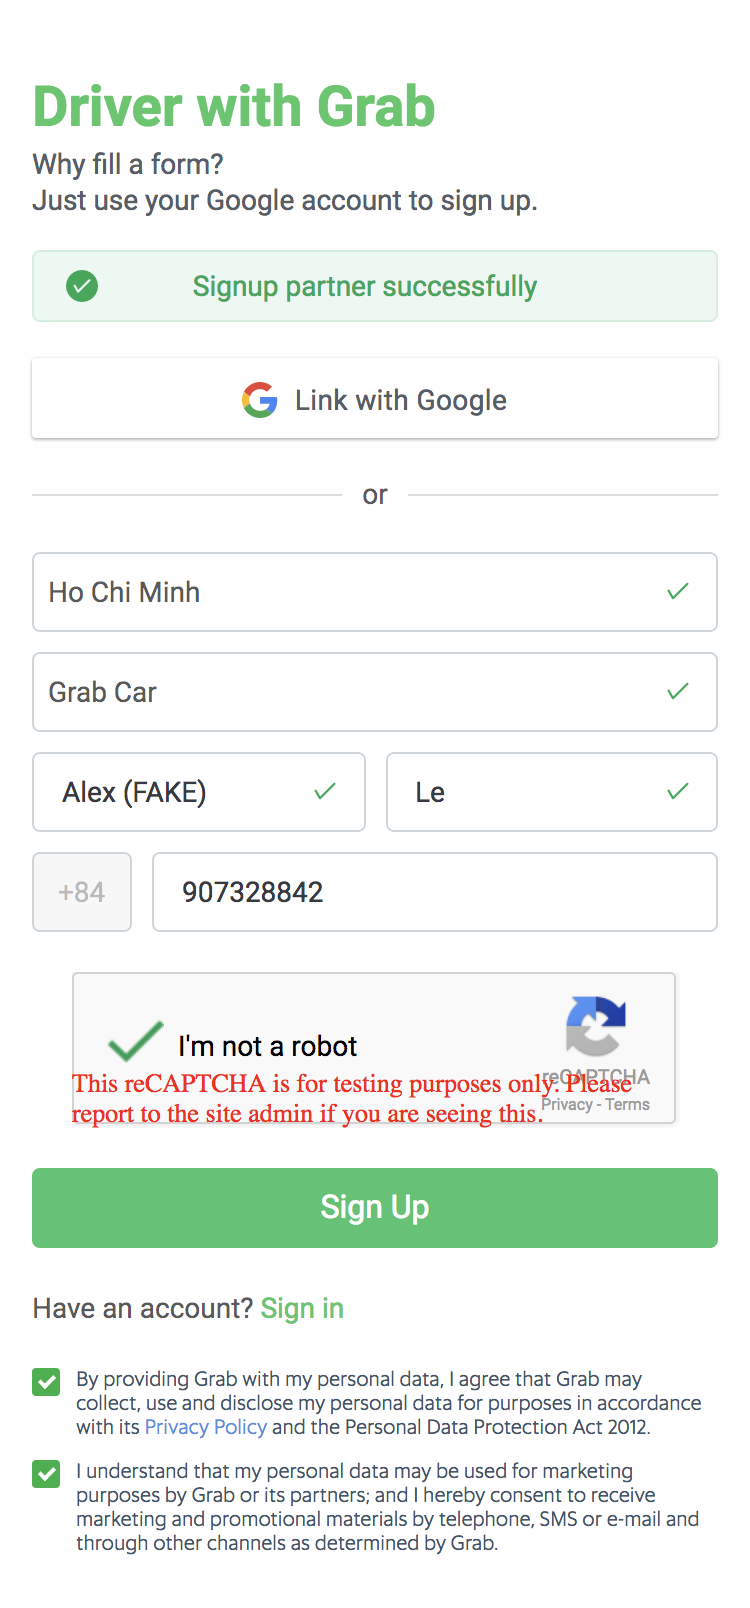 Driver with Grab
Why fill a form?
Just use your Google account to sign up.
Signup partner successfully
Link with Google
or
Ho Chi Minh
Grab Car
Alex (FAKE)
Le
+84
907328842
I'm not a robot
reCAPTCHA
This reCAPTCHA is for testing purposes only. Please
report to the site admin if you are seeing this.
Privacy - Terms
Sign Up
Have an account? Sign in
By providing Grab with my personal data, I agree that Grab may
collect, use and disclose my personal data for purposes in accordance
with its Privacy Policy and the Personal Data Protection Act 2012.
I understand that my personal data may be used for marketing
purposes by Grab or its partners; and I hereby consent to receive
marketing and promotional materials by telephone, SMS or e-mail and
through other channels as determined by Grab.